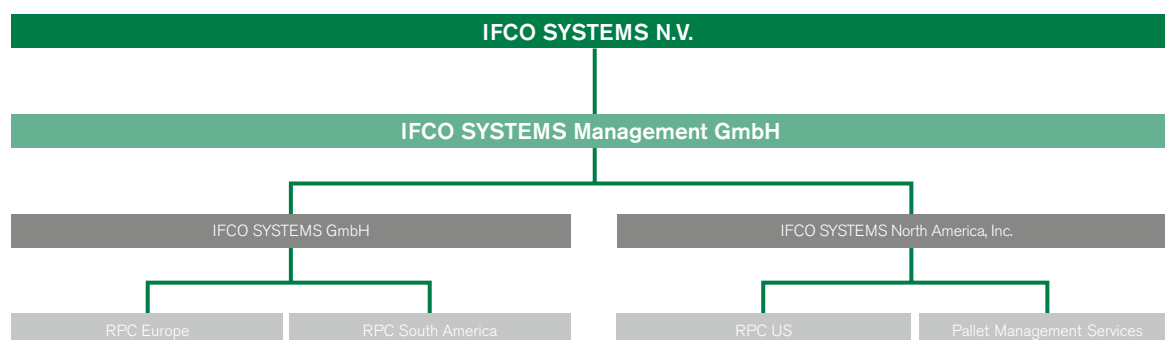 IFCO SYSTEMS N.V.
IFCO SYSTEMS Management GmbH
IFCO SYSTEMS GmbH
IFCO SYSTEMS North America, Inc.
RPC Europe
RPC South America
RPC US
Pallet Management Services